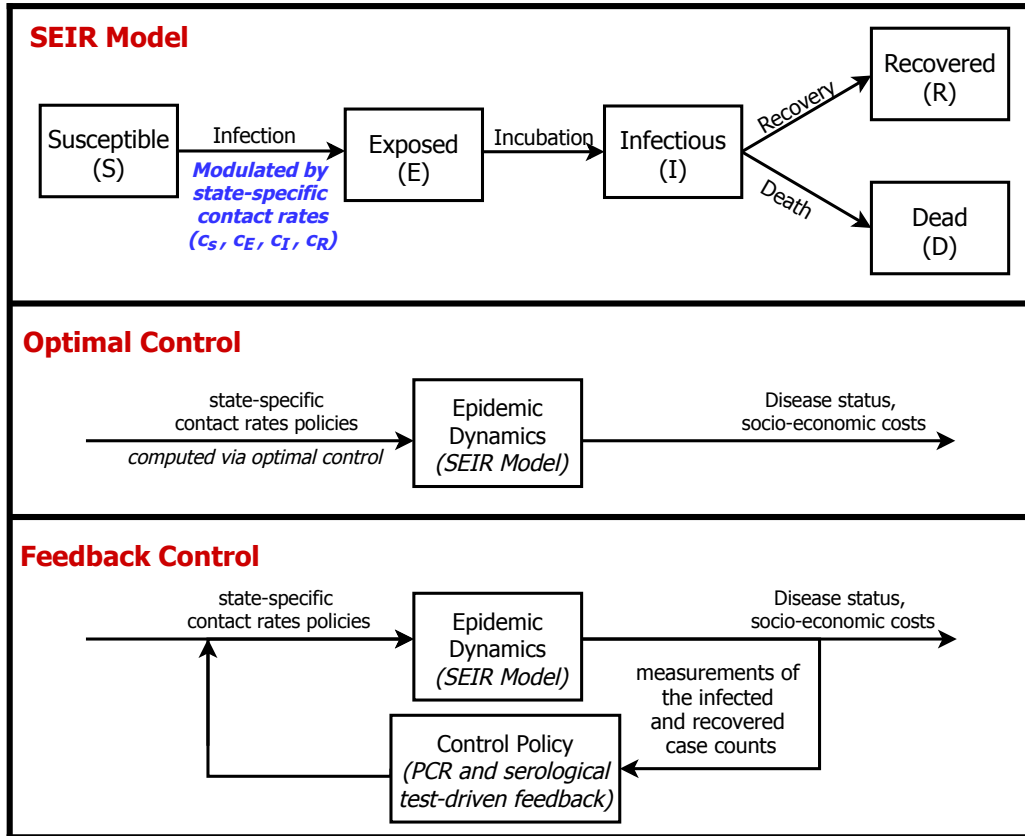 SEIR Model
Susceptible
(S)
Infection
Modulated by
state-specific
contact rates
(cs , cE , cI , cR)
Exposed
(E)
Incubation
Infectious
(I)
Recovery
Death
Recovered
(R)
Dead
(D)
Optimal Control
state-specific
contact rates policies
computed via optimal control
Epidemic
Dynamics
(SEIR Model)
Disease status,
socio-economic costs
Feedback Control
state-specific
contact rates policies
Epidemic
Dynamics
(SEIR Model)
Disease status,
socio-economic costs
measurements of
the infected
and recovered
case counts
Control Policy
(PCR and serological
test-driven feedback)